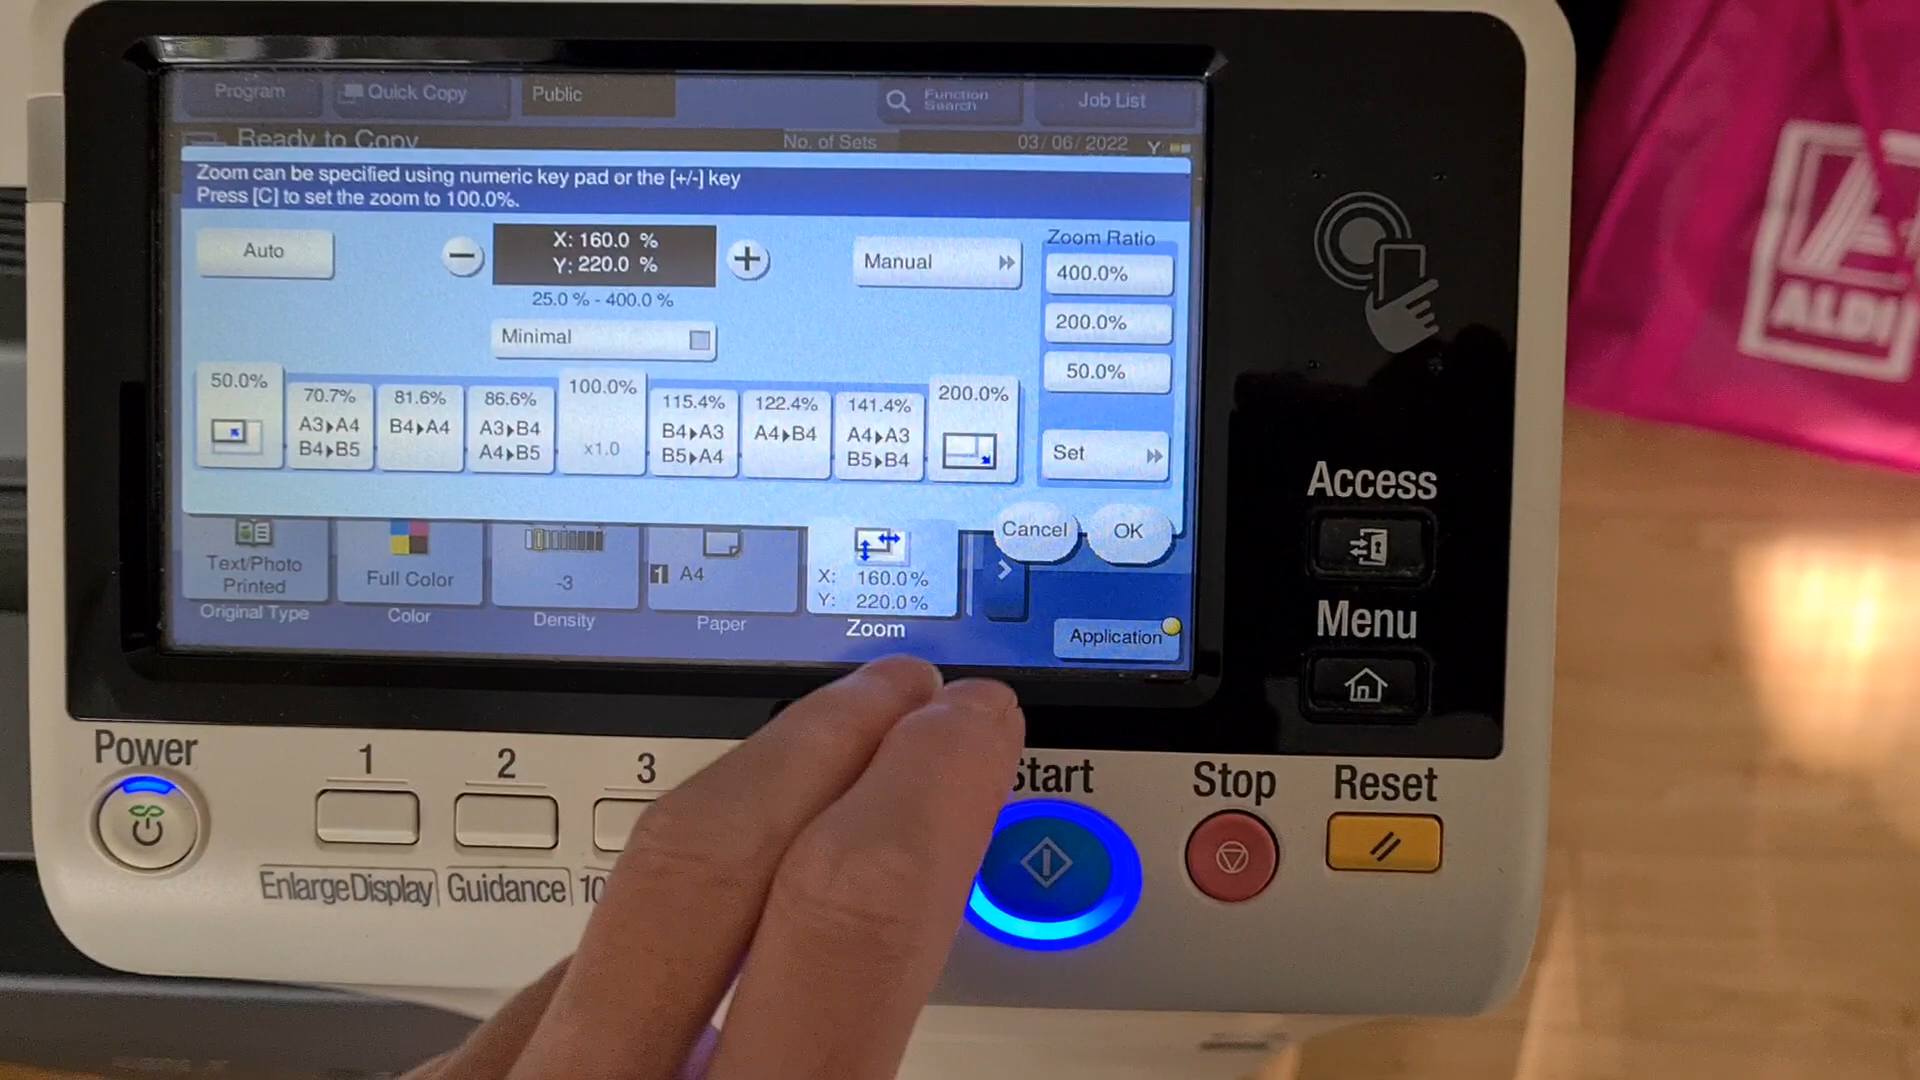 Program
Quick Copy
Public
Function
Search
Job List
Ready to Copy
No. of Sets
03/06/2022
Y
Zoom can be specified using numeric key pad or the [+/-] key
Press [C] to set the zoom to 100.0%.
Auto
−
X: 160.0 %
Y: 220.0 %
+
25.0 % - 400.0 %
Manual
Zoom Ratio
400.0%
200.0%
50.0%
Minimal
50.0%
70.7%
A3▸A4
B4▸B5
81.6%
B4▸A4
86.6%
A3▸B4
A4▸B5
100.0%
x1.0
115.4%
B4▸A3
B5▸A4
122.4%
A4▸B4
141.4%
A4▸A3
B5▸B4
200.0%
Set
Cancel
OK
Text/Photo
Printed
Original Type
Full Color
Color
-3
Density
1 A4
Paper
X: 160.0%
Y: 220.0%
Zoom
Application
Access
Menu
Power
1
2
3
Start
Stop
Reset
Enlarge Display
Guidance
10
ALDI